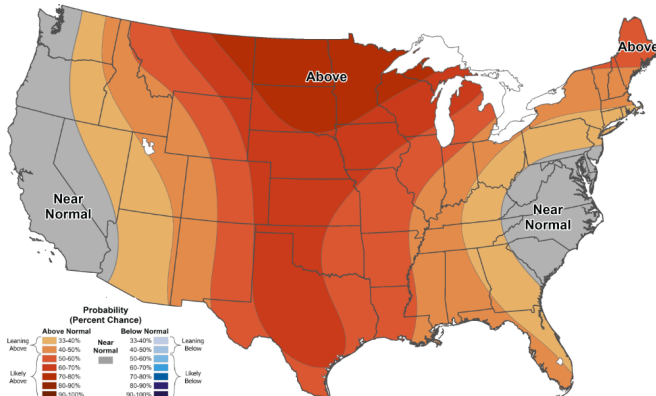 Above
Above
Near
Normal
Near
Normal
Probability
(Percent Chance)
Above Normal Below Normal
Leaning
Above
33-40%
40-50%
Near
Normal
33-40%
40-50%
Leaning
Below
Likely
Above
50-60%
60-70%
70-80%
80-90%
90-100%
50-60%
60-70%
70-80%
80-90%
90-100%
Likely
Below